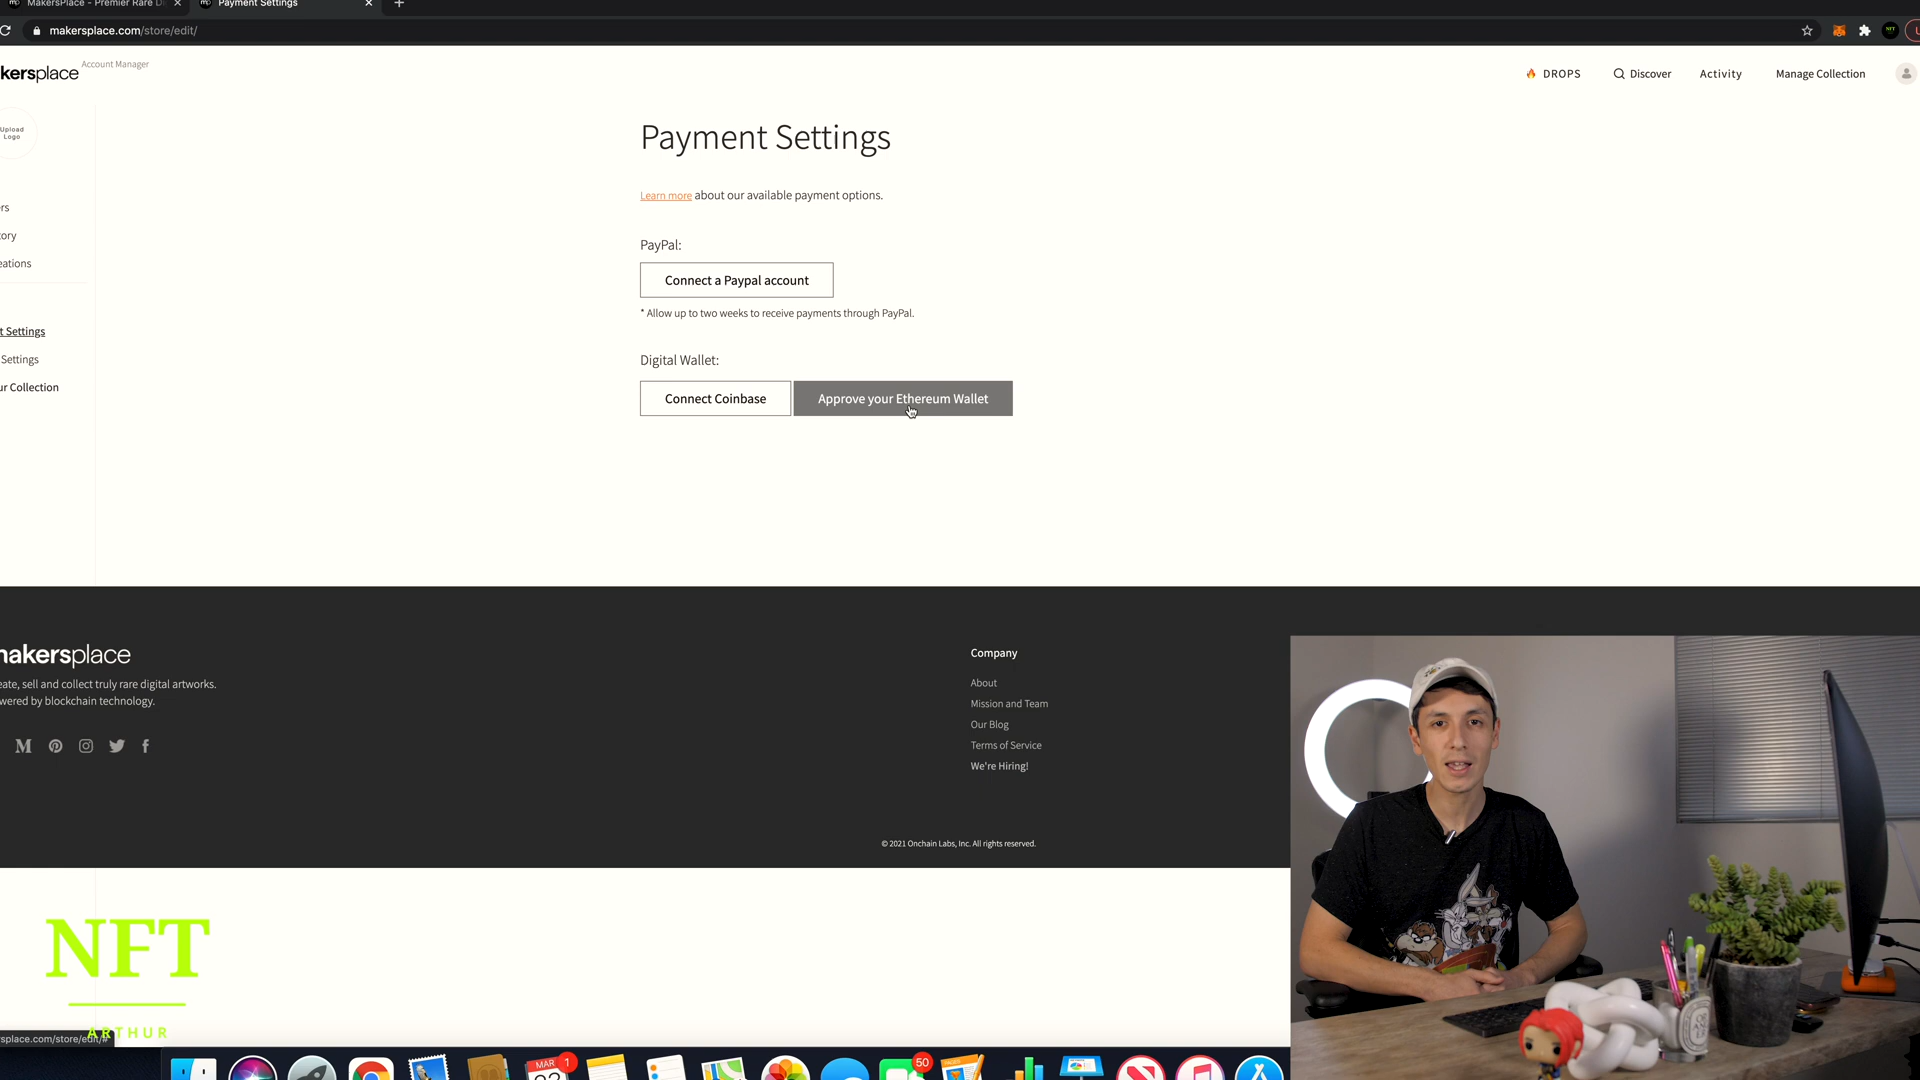 MakersPlace - Premier Rare Di
Payment Settings
makersplace.com/store/edit/
NFT
kersplace
Account Manager
DROPS
Discover
Activity
Manage Collection
Upload
Logo
rs
ory
eations
t Settings
Settings
ur Collection
Payment Settings
Learn more about our available payment options.
PayPal:
Connect a Paypal account
* Allow up to two weeks to receive payments through PayPal.
Digital Wallet:
Connect Coinbase
Approve your Ethereum Wallet
makersplace
eate, sell and collect truly rare digital artworks.
wered by blockchain technology.
Company
About
Mission and Team
Our Blog
Terms of Service
We're Hiring!
© 2021 Onchain Labs, Inc. All rights reserved.
NFT
ARTHUR
splace.com/store/edit/#
MAR
1
50